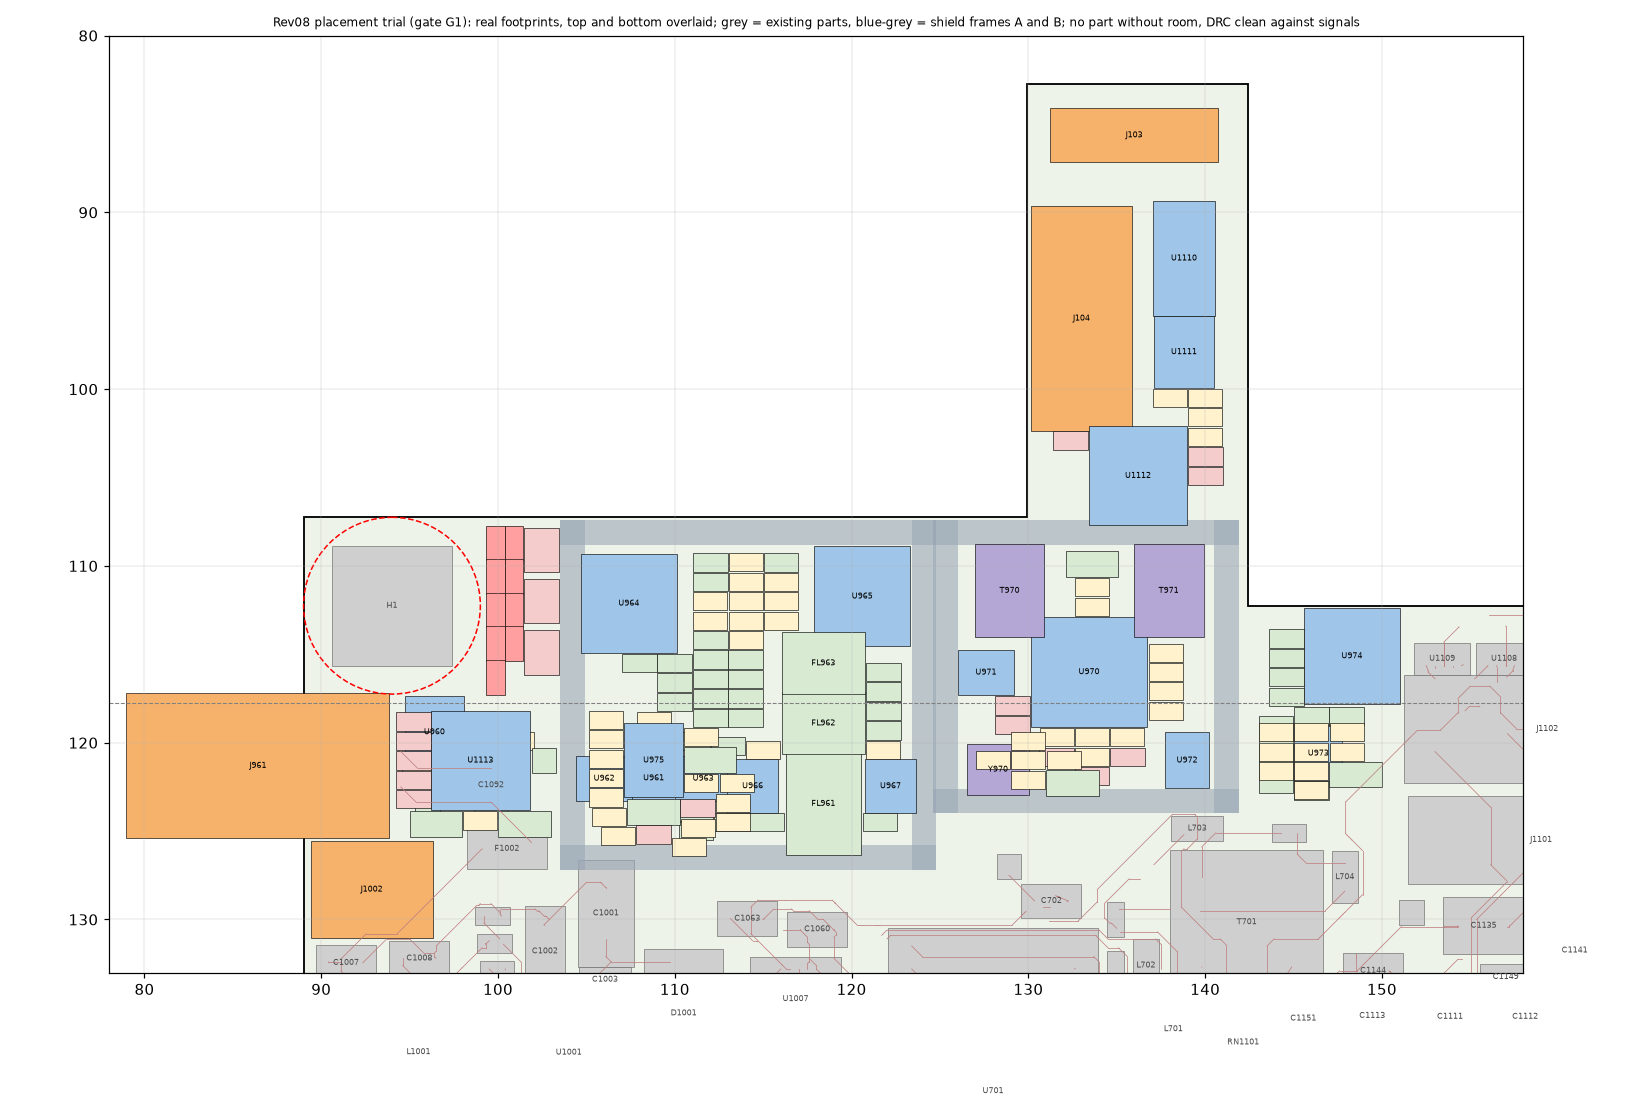 Rev08 placement trial (gate G1): real footprints, top and bottom overlaid; grey = existing parts, blue-grey = shield frames A and B; no part without room, DRC clean against signals
80
J103
90
U1110
J104
U1111
100
U1112
110
H1
U964
U965
T970
T971
FL963
U974
U1109
U1108
U971
U970
120
U960
FL962
J1102
J961
U1113
U975
U973
U972
Y970
C1092
U962
U961
U963
U966
U967
FL961
L703
J1101
F1002
L704
J1002
C702
130
C1001
C1063
C1060
T701
C1135
C1002
C1141
C1007
C1008
L702
C1144
C1145
C1003
80
90
100
110
120
130
140
150
U1007
D1001
C1151
C1113
C1111
C1112
L701
RN1101
L1001
U1001
U701